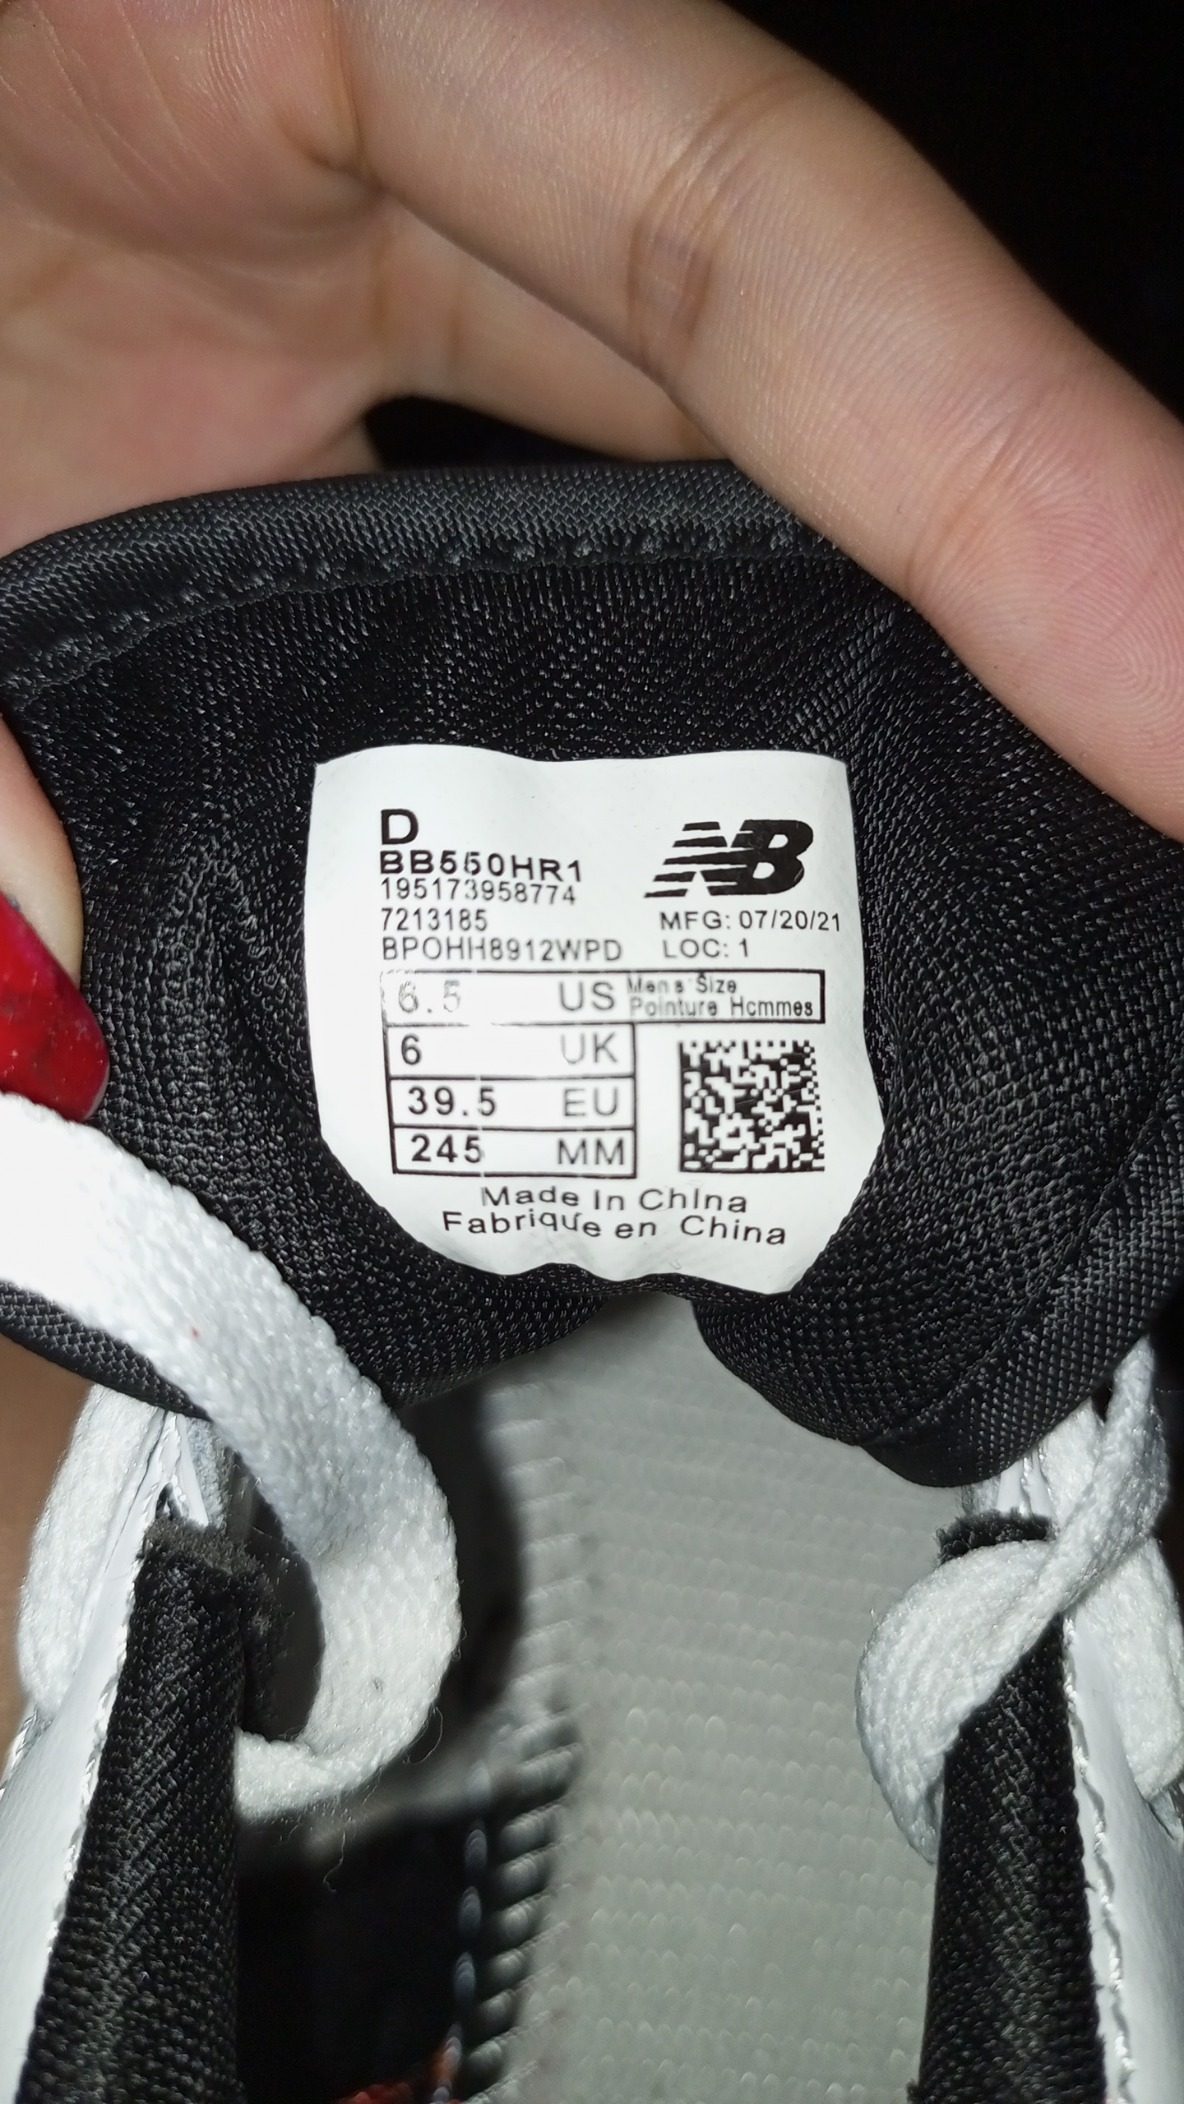 D
BB550HR1
195173958774
7213185
MFG: 07/20/21
BPOHH8912WPD
LOC: 1
6.5 US Men's Size
Pointure Hommes
6 UK
39.5 EU
245 MM
Made In China
Fabriqúe en China
NB